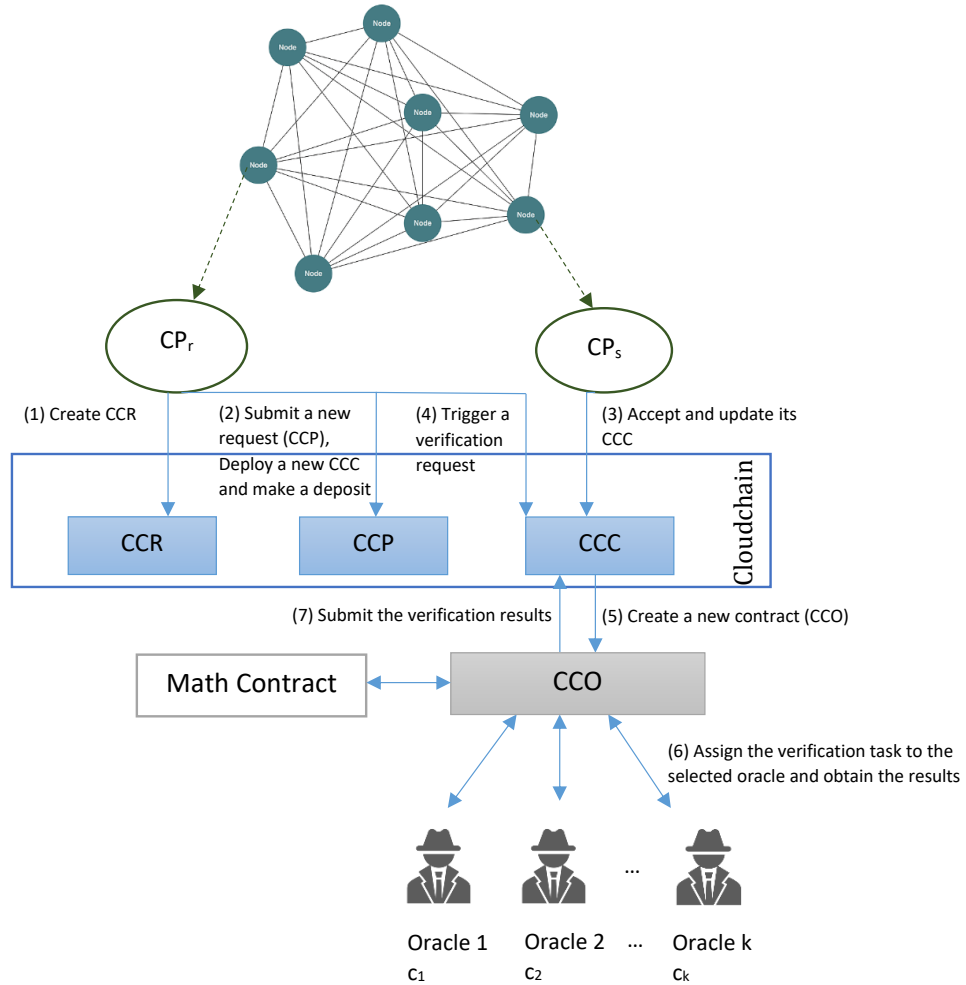 Node
Node
Node
Node
Node
Node
Node
Node
CPr
CPs
(1) Create CCR
(2) Submit a new
request (CCP),
Deploy a new CCC
and make a deposit
(4) Trigger a
verification
request
(3) Accept and update its
CCC
Cloudchain
CCR
CCP
CCC
(7) Submit the verification results
(5) Create a new contract (CCO)
Math Contract
CCO
(6) Assign the verification task to the
selected oracle and obtain the results
...
Oracle 1
Oracle 2
...
Oracle k
c1
c2
ck